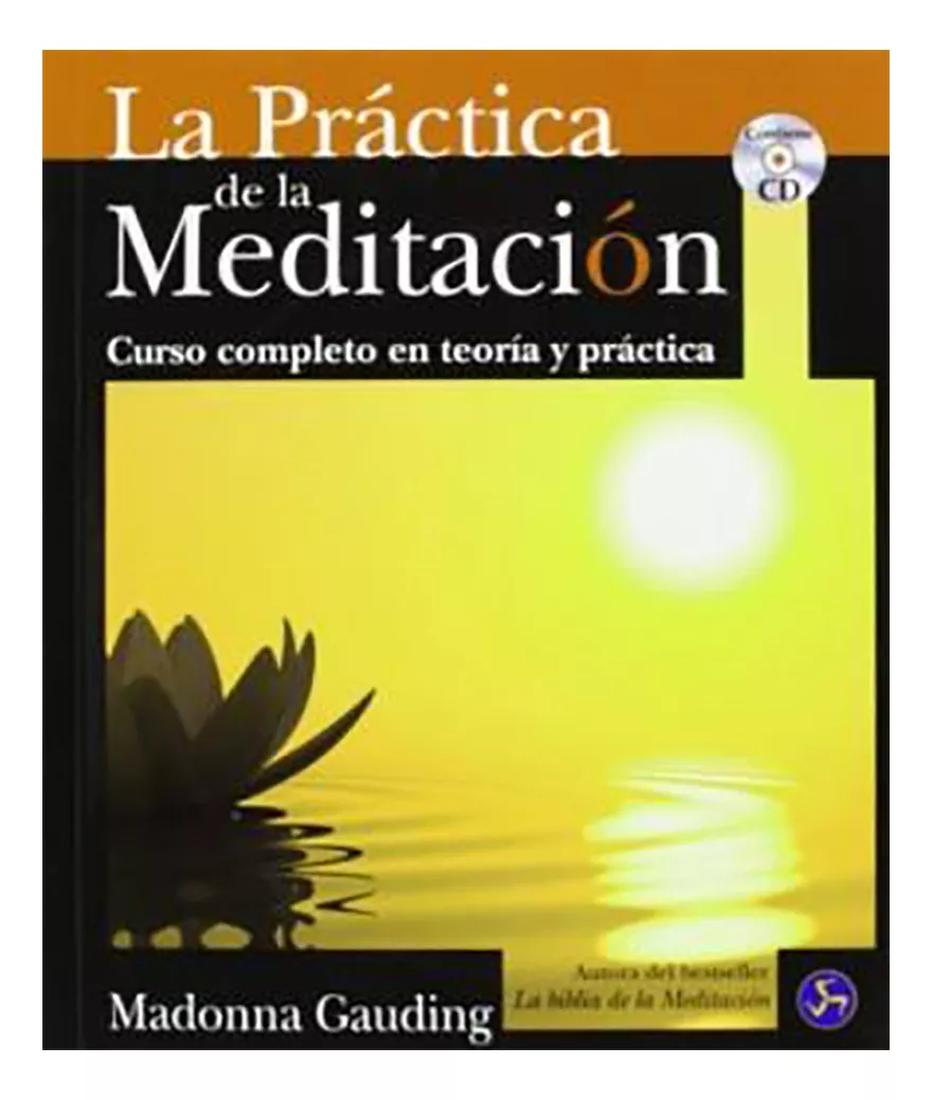 La Práctica
de la
Meditación
Contiene
CD
Curso completo en teoría y práctica
Autora del bestseller
La biblia de la Meditación
Madonna Gauding